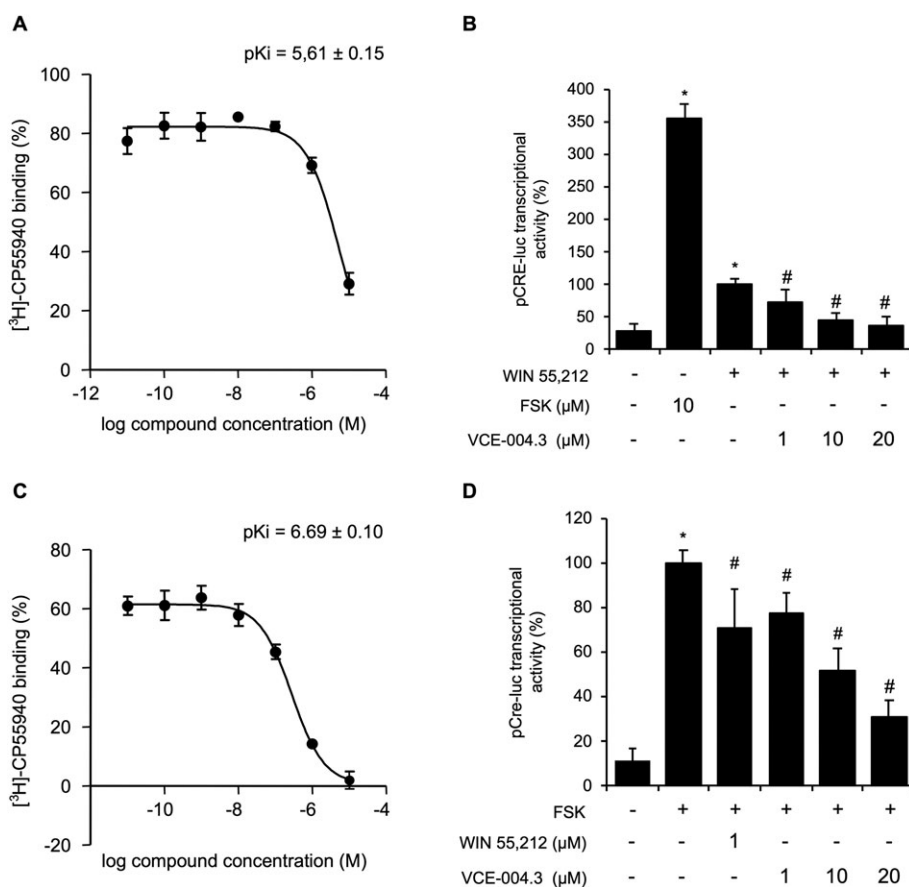 A
pKi = 5,61 ± 0.15
100
80
60
40
20
0
-12 -10 -8 -6 -4
[³H]-CP55940 binding (%)
log compound concentration (M)
B
400
350
300
250
200
150
100
50
0
pCRE-luc transcriptional
activity (%)
* * # # #
WIN 55,212 - - + + + +
FSK (µM) - 10 - - - -
VCE-004.3 (µM) - - - 1 10 20
C
pKi = 6.69 ± 0.10
80
60
40
20
0
-20
-10 -8 -6 -4
[³H]-CP55940 binding (%)
log compound concentration (M)
D
120
100
80
60
40
20
0
pCre-luc transcriptional
activity (%)
* # # # #
FSK - + + + + +
WIN 55,212 (µM) - - 1 - - -
VCE-004.3 (µM) - - - 1 10 20